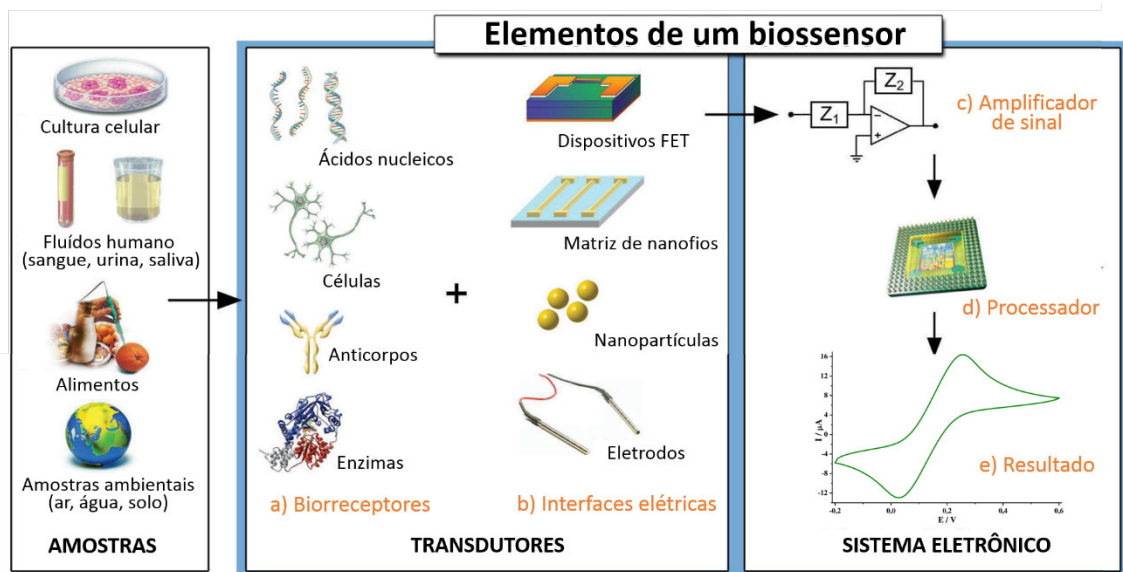 Elementos de um biossensor
Cultura celular
Fluídos humano
(sangue, urina, saliva)
Alimentos
Amostras ambientais
(ar, água, solo)
AMOSTRAS
Ácidos nucleicos
Células
Anticorpos
Enzimas
a) Biorreceptores
+
Dispositivos FET
Matriz de nanofios
Nanopartículas
Eletrodos
b) Interfaces elétricas
TRANSDUTORES
Z1
Z2
−
+
c) Amplificador
de sinal
d) Processador
16
12
8
4
0
-4
-8
-12
I / µA
-0,2
0,0
0,2
0,4
0,6
E / V
e) Resultado
SISTEMA ELETRÔNICO